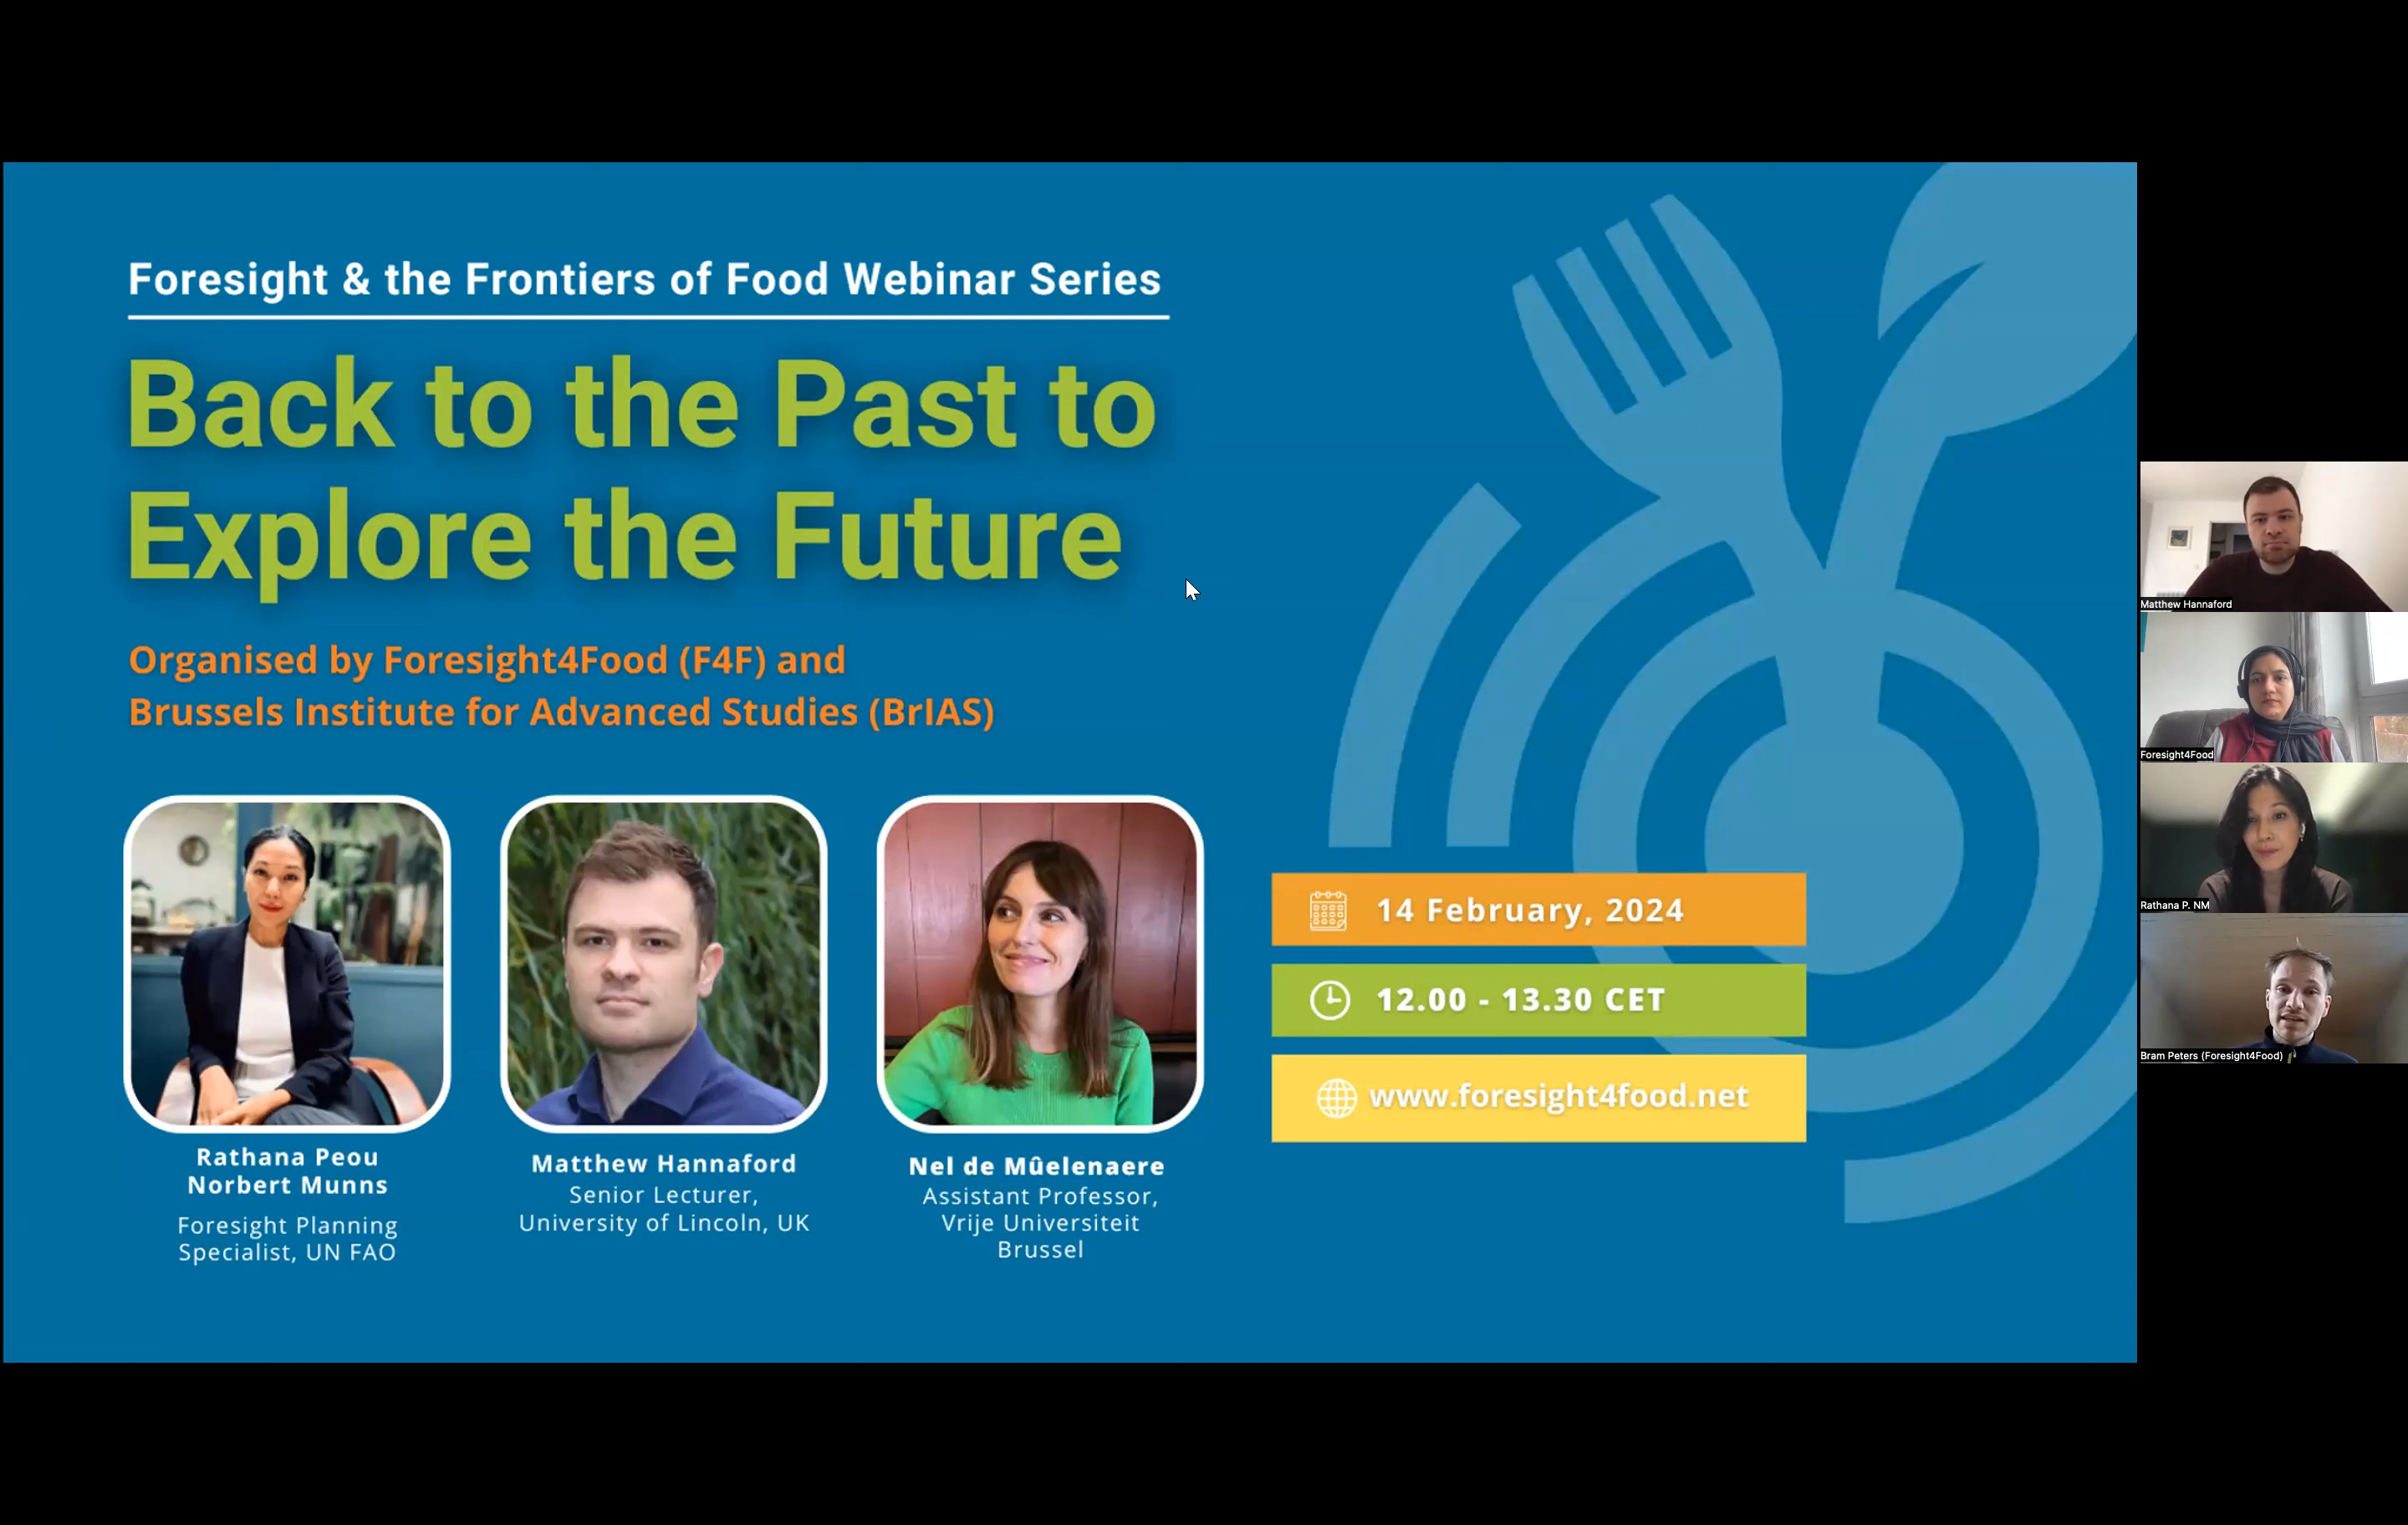 Foresight & the Frontiers of Food Webinar Series
Back to the Past to
Explore the Future
Organised by Foresight4Food (F4F) and
Brussels Institute for Advanced Studies (BrIAS)
Rathana Peou
Norbert Munns
Foresight Planning
Specialist, UN FAO
Matthew Hannaford
Senior Lecturer,
University of Lincoln, UK
Nel de Mûelenaere
Assistant Professor,
Vrije Universiteit
Brussel
14 February, 2024
12.00 - 13.30 CET
www.foresight4food.net
Matthew Hannaford
Foresight4Food
Rathana P. NM
Bram Peters (Foresight4Food)